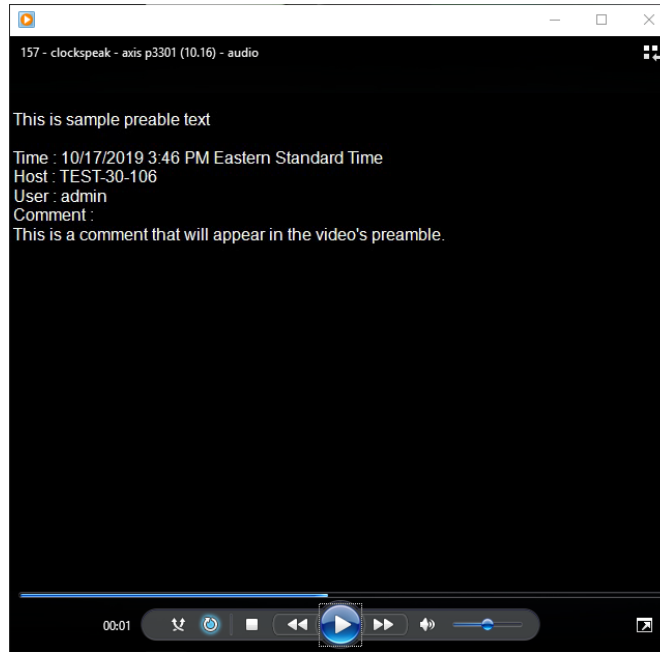 157 - clockspeak - axis p3301 (10.16) - audio
This is sample preable text
Time : 10/17/2019 3:46 PM Eastern Standard Time
Host : TEST-30-106
User : admin
Comment :
This is a comment that will appear in the video's preamble.
00:01